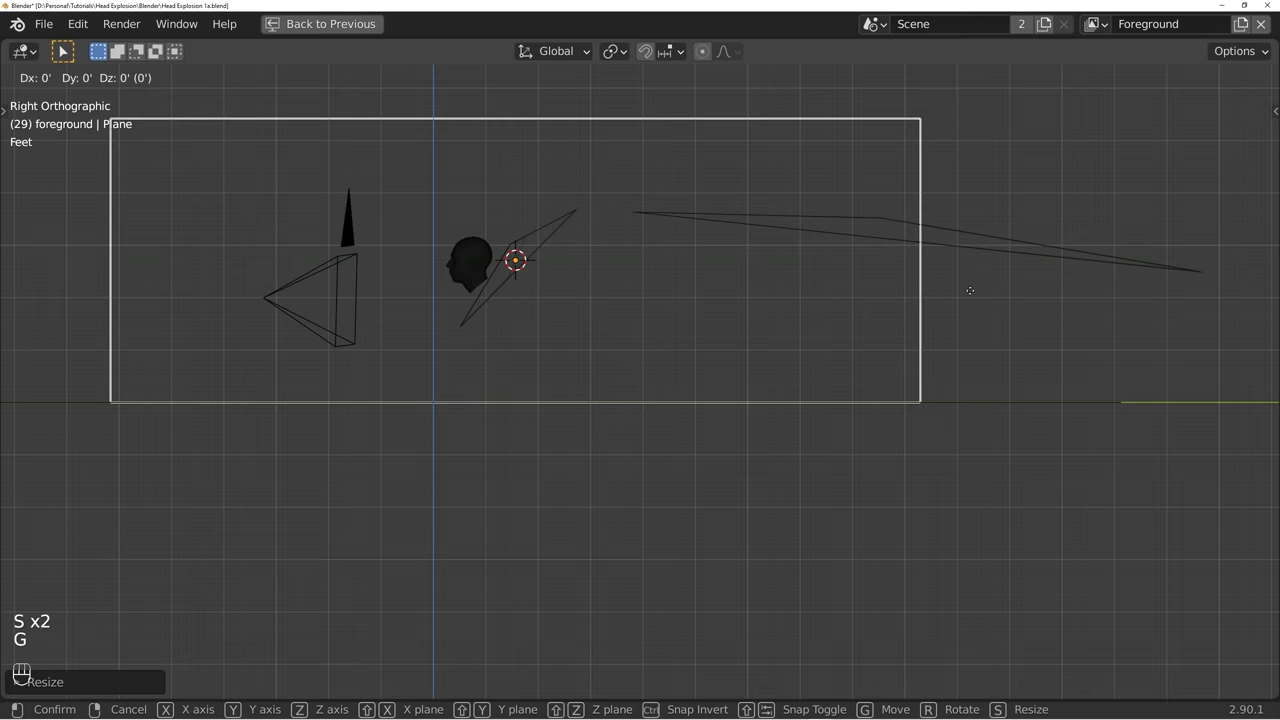 Blender* [D:\Personal\Tutorials\Head Explosion\Blender\Head Explosion 1a.blend]
File Edit Render Window Help Back to Previous Scene 2 Foreground
Global Options
Dx: 0' Dy: 0' Dz: 0' (0')
Right Orthographic
(29) foreground | Plane
Feet
S x2
G
Resize
Confirm Cancel X X axis Y Y axis Z Z axis X X plane Y Y plane Z Z plane Ctrl Snap Invert Snap Toggle G Move R Rotate S Resize 2.90.1